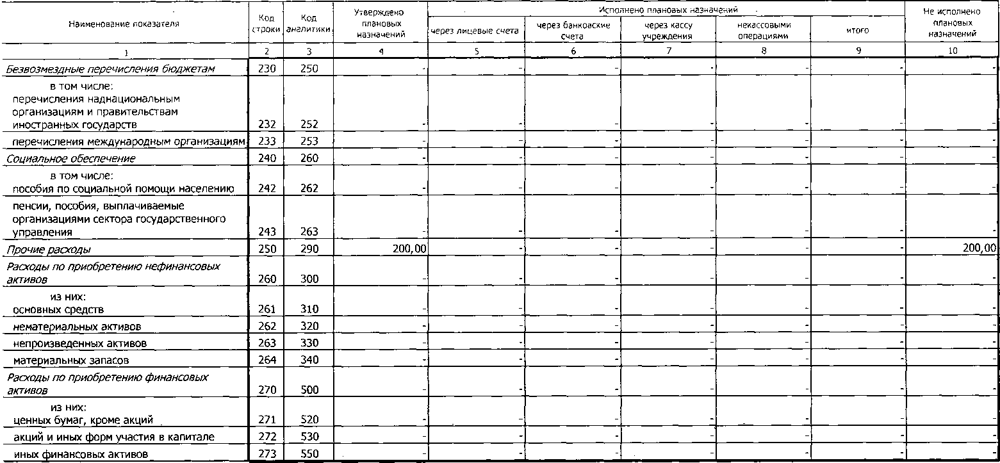 Наименование показателя | Код строки | Код аналитики | Утверждено плановых назначений | Исполнено плановых назначений | Не исполнено плановых назначений
через лицевые счета | через банковские счета | через кассу учреждения | некассовыми операциями | итого
1 | 2 | 3 | 4 | 5 | 6 | 7 | 8 | 9 | 10
Безвозмездные перечисления бюджетам | 230 | 250 | - | - | - | - | - | - | -
в том числе:
перечисления наднациональным
организациям и правительствам
иностранных государств | 232 | 252 | - | - | - | - | - | - | -
перечисления международным организациям | 233 | 253 | - | - | - | - | - | - | -
Социальное обеспечение | 240 | 260 | - | - | - | - | - | - | -
в том числе:
пособия по социальной помощи населению | 242 | 262 | - | - | - | - | - | - | -
пенсии, пособия, выплачиваемые
организациями сектора государственного
управления | 243 | 263 | - | - | - | - | - | - | -
Прочие расходы | 250 | 290 | 200,00 | - | - | - | - | - | 200,00
Расходы по приобретению нефинансовых
активов | 260 | 300 | - | - | - | - | - | - | -
из них:
основных средств | 261 | 310 | - | - | - | - | - | - | -
нематериальных активов | 262 | 320 | - | - | - | - | - | - | -
непроизведенных активов | 263 | 330 | - | - | - | - | - | - | -
материальных запасов | 264 | 340 | - | - | - | - | - | - | -
Расходы по приобретению финансовых
активов | 270 | 500 | - | - | - | - | - | - | -
из них:
ценных бумаг, кроме акций | 271 | 520 | - | - | - | - | - | - | -
акций и иных форм участия в капитале | 272 | 530 | - | - | - | - | - | - | -
иных финансовых активов | 273 | 550 | - | - | - | - | - | - | -